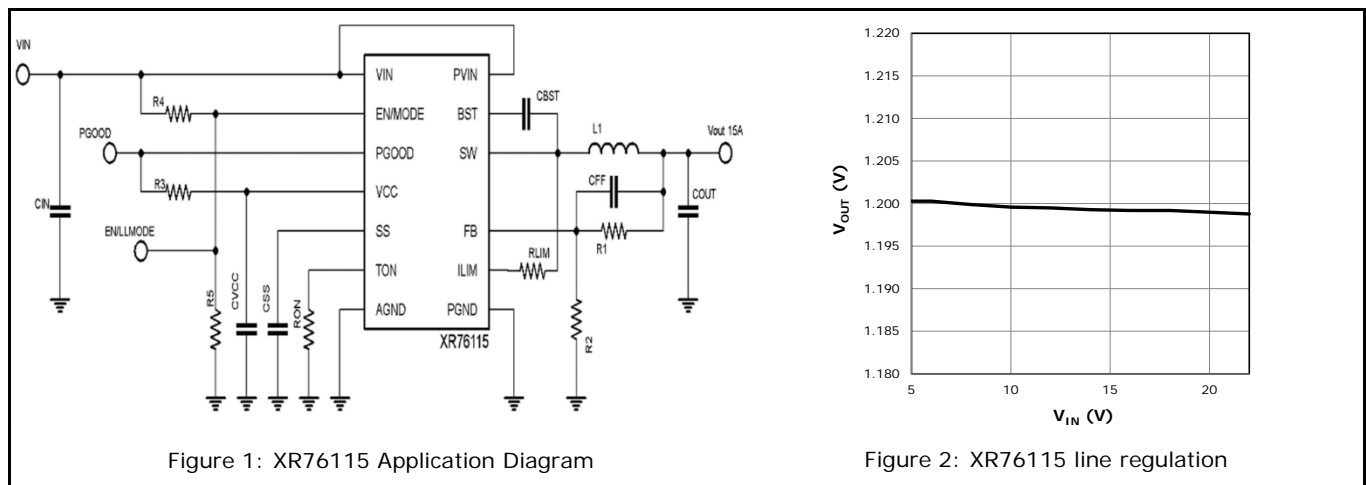 VIN
R4
PGOOD
R3
CIN
EN/LLMODE
R5
CVCC
CSS
RON
VIN
EN/MODE
PGOOD
VCC
SS
TON
AGND
PVIN
BST
SW
FB
ILIM
PGND
XR76115
CBST
L1
Vout 15A
CFF
COUT
R1
RLIM
R2
Figure 1: XR76115 Application Diagram
1.220
1.215
1.210
1.205
1.200
1.195
1.190
1.185
1.180
VOUT (V)
5 10 15 20
VIN (V)
Figure 2: XR76115 line regulation